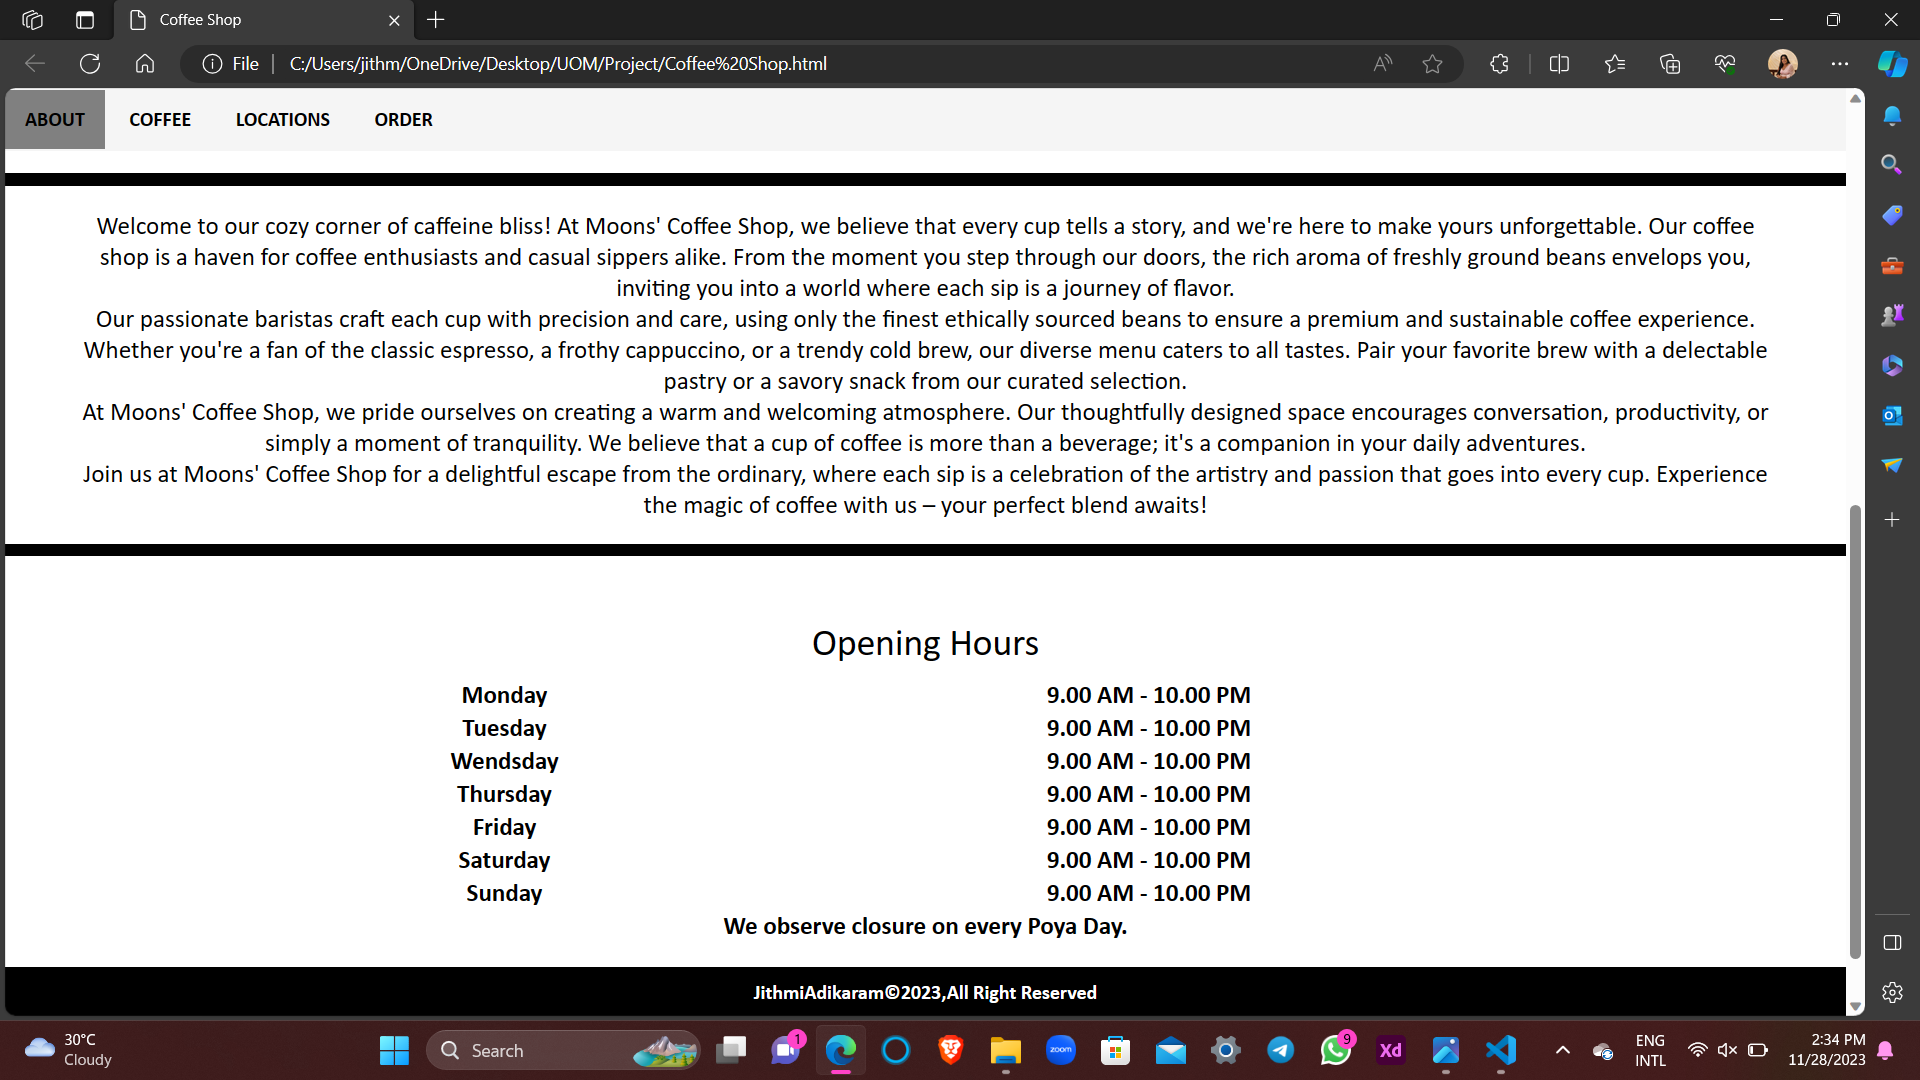 Coffee Shop
File
C:/Users/jithm/OneDrive/Desktop/UOM/Project/Coffee%20Shop.html
ABOUT COFFEE LOCATIONS ORDER
Welcome to our cozy corner of caffeine bliss! At Moons' Coffee Shop, we believe that every cup tells a story, and we're here to make yours unforgettable. Our coffee
shop is a haven for coffee enthusiasts and casual sippers alike. From the moment you step through our doors, the rich aroma of freshly ground beans envelops you,
inviting you into a world where each sip is a journey of flavor.
Our passionate baristas craft each cup with precision and care, using only the finest ethically sourced beans to ensure a premium and sustainable coffee experience.
Whether you're a fan of the classic espresso, a frothy cappuccino, or a trendy cold brew, our diverse menu caters to all tastes. Pair your favorite brew with a delectable
pastry or a savory snack from our curated selection.
At Moons' Coffee Shop, we pride ourselves on creating a warm and welcoming atmosphere. Our thoughtfully designed space encourages conversation, productivity, or
simply a moment of tranquility. We believe that a cup of coffee is more than a beverage; it's a companion in your daily adventures.
Join us at Moons' Coffee Shop for a delightful escape from the ordinary, where each sip is a celebration of the artistry and passion that goes into every cup. Experience
the magic of coffee with us – your perfect blend awaits!
Opening Hours
Monday 9.00 AM - 10.00 PM
Tuesday 9.00 AM - 10.00 PM
Wendsday 9.00 AM - 10.00 PM
Thursday 9.00 AM - 10.00 PM
Friday 9.00 AM - 10.00 PM
Saturday 9.00 AM - 10.00 PM
Sunday 9.00 AM - 10.00 PM
We observe closure on every Poya Day.
JithmiAdikaram©2023,All Right Reserved
30°C
Cloudy
Search
1
zoom
9
Xd
ENG
INTL
2:34 PM
11/28/2023